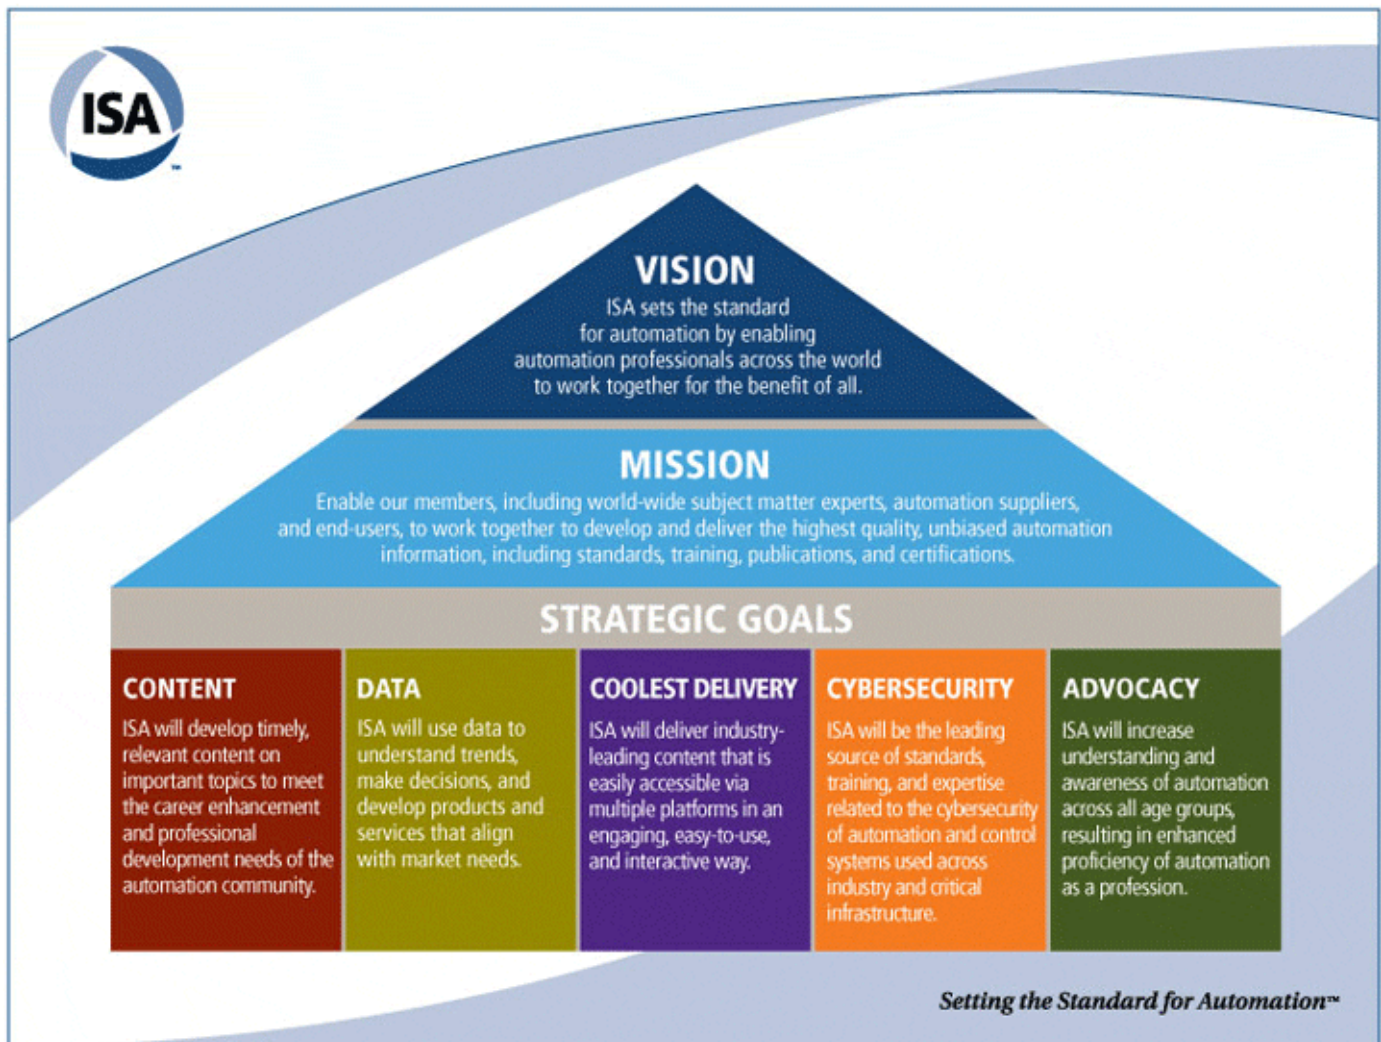 ISA
™
VISION
ISA sets the standard
for automation by enabling
automation professionals across the world
to work together for the benefit of all.
MISSION
Enable our members, including world-wide subject matter experts, automation suppliers,
and end-users, to work together to develop and deliver the highest quality, unbiased automation
information, including standards, training, publications, and certifications.
STRATEGIC GOALS
CONTENT
ISA will develop timely,
relevant content on
important topics to meet
the career enhancement
and professional
development needs of the
automation community.
DATA
ISA will use data to
understand trends,
make decisions, and
develop products and
services that align
with market needs.
COOLEST DELIVERY
ISA will deliver industry-
leading content that is
easily accessible via
multiple platforms in an
engaging, easy-to-use,
and interactive way.
CYBERSECURITY
ISA will be the leading
source of standards,
training, and expertise
related to the cybersecurity
of automation and control
systems used across
industry and critical
infrastructure.
ADVOCACY
ISA will increase
understanding and
awareness of automation
across all age groups,
resulting in enhanced
proficiency of automation
as a profession.
Setting the Standard for Automation™